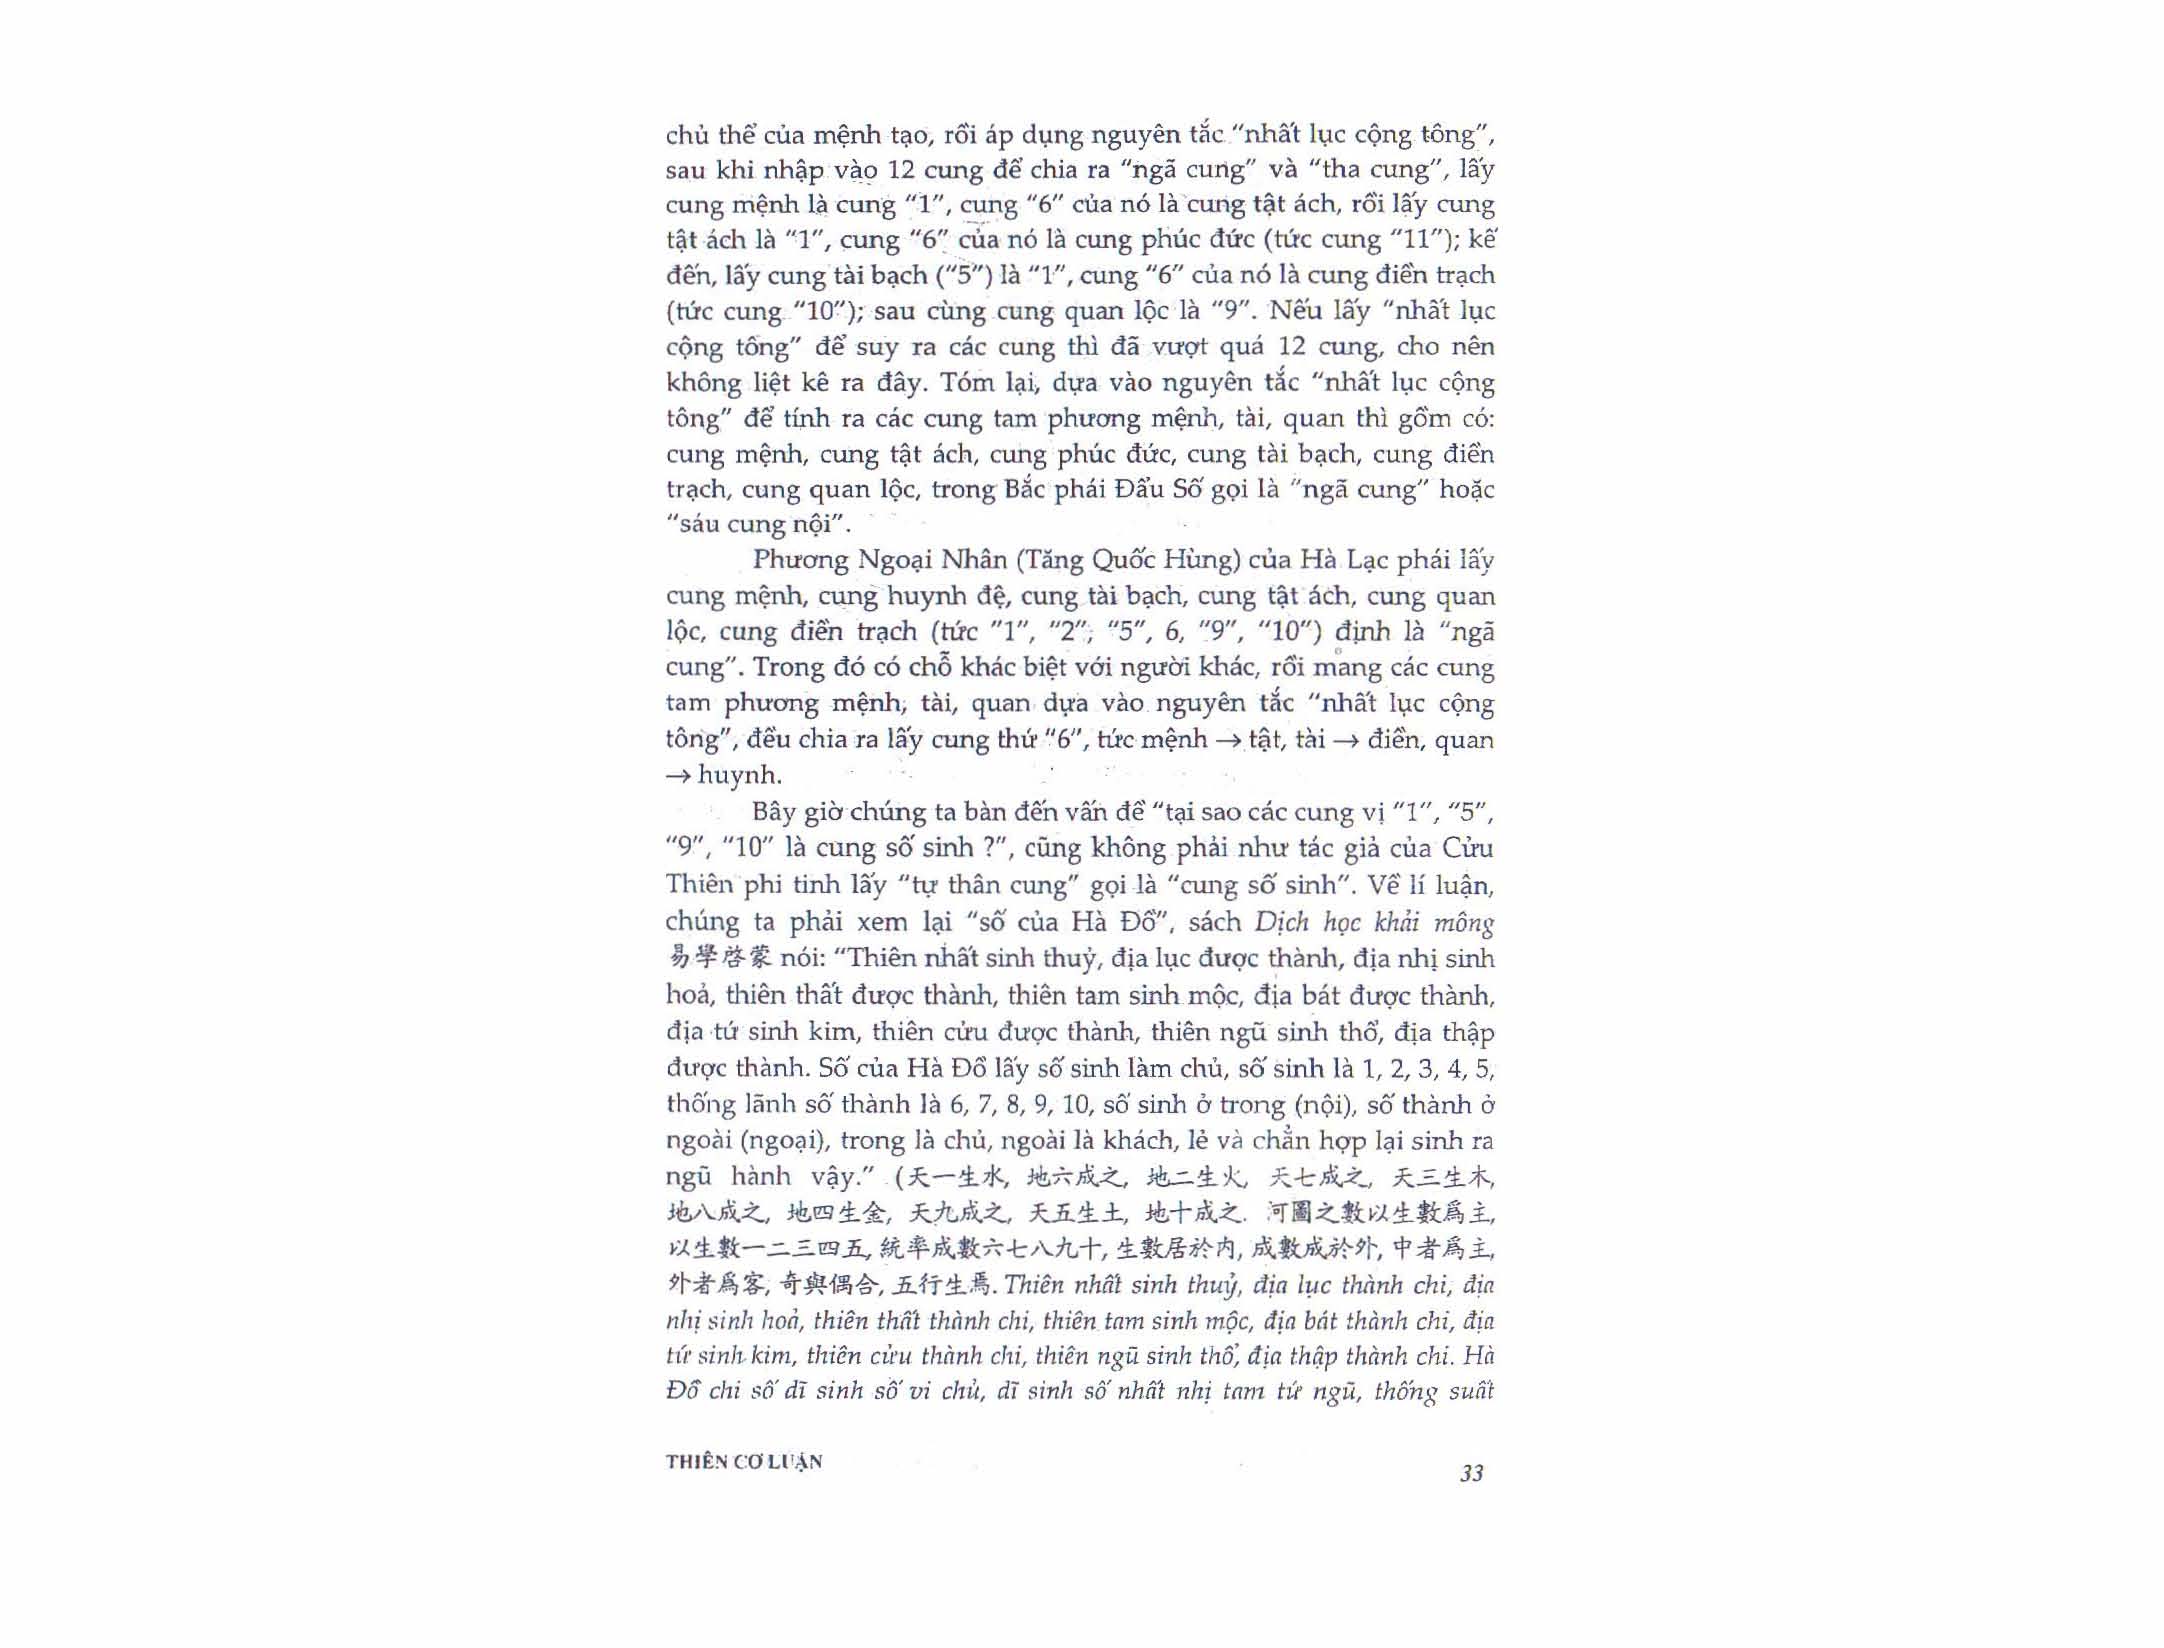 chủ thể của mệnh tạo, rồi áp dụng nguyên tắc "nhất lục cộng tông",
sau khi nhập vào 12 cung để chia ra "ngã cung" và "tha cung", lấy
cung mệnh là cung "1", cung "6" của nó là cung tật ách, rồi lấy cung
tật ách là "1", cung "6" của nó là cung phúc đức (tức cung "11"); kế
đến, lấy cung tài bạch ("5") là "1", cung "6" của nó là cung điền trạch
(tức cung "10"); sau cùng cung quan lộc là "9". Nếu lấy "nhất lục
cộng tông" để suy ra các cung thì đã vượt quá 12 cung, cho nên
không liệt kê ra đây. Tóm lại, dựa vào nguyên tắc "nhất lục cộng
tông" để tính ra các cung tam phương mệnh, tài, quan thì gồm có:
cung mệnh, cung tật ách, cung phúc đức, cung tài bạch, cung điền
trạch, cung quan lộc, trong Bắc phái Đẩu Số gọi là "ngã cung" hoặc
"sáu cung nội".
Phương Ngoại Nhân (Tăng Quốc Hùng) của Hà Lạc phái lấy
cung mệnh, cung huynh đệ, cung tài bạch, cung tật ách, cung quan
lộc, cung điền trạch (tức "1", "2", "5", 6, "9", "10") định là "ngã
cung". Trong đó có chỗ khác biệt với người khác, rồi mang các cung
tam phương mệnh, tài, quan dựa vào nguyên tắc "nhất lục cộng
tông", đều chia ra lấy cung thứ "6", tức mệnh → tật, tài → điền, quan
→ huynh.
Bây giờ chúng ta bàn đến vấn đề "tại sao các cung vị "1", "5",
"9", "10" là cung số sinh ?", cũng không phải như tác giả của Cửu
Thiên phi tinh lấy "tự thân cung" gọi là "cung số sinh". Về lí luận,
chúng ta phải xem lại "số của Hà Đồ", sách Dịch học khải mông
易學啓蒙 nói: "Thiên nhất sinh thuỷ, địa lục được thành, địa nhị sinh
hoả, thiên thất được thành, thiên tam sinh mộc, địa bát được thành,
địa tứ sinh kim, thiên cửu được thành, thiên ngũ sinh thổ, địa thập
được thành. Số của Hà Đồ lấy số sinh làm chủ, số sinh là 1, 2, 3, 4, 5,
thống lãnh số thành là 6, 7, 8, 9, 10, số sinh ở trong (nội), số thành ở
ngoài (ngoại), trong là chủ, ngoài là khách, lẻ và chẵn hợp lại sinh ra
ngũ hành vậy." (天一生水, 地六成之, 地二生火, 天七成之, 天三生木,
地八成之, 地四生金, 天九成之, 天五生土, 地十成之. 河圖之數以生數爲主,
以生數一二三四五, 統率成數六七八九十, 生數居於内, 成數成於外, 中者爲主,
外者爲客, 奇與偶合, 五行生焉. Thiên nhất sinh thuỷ, địa lục thành chi, địa
nhị sinh hoả, thiên thất thành chi, thiên tam sinh mộc, địa bát thành chi, địa
tứ sinh kim, thiên cửu thành chi, thiên ngũ sinh thổ, địa thập thành chi. Hà
Đồ chi số dĩ sinh số vi chủ, dĩ sinh số nhất nhị tam tứ ngũ, thống suất
THIÊN CƠ LUẬN
33